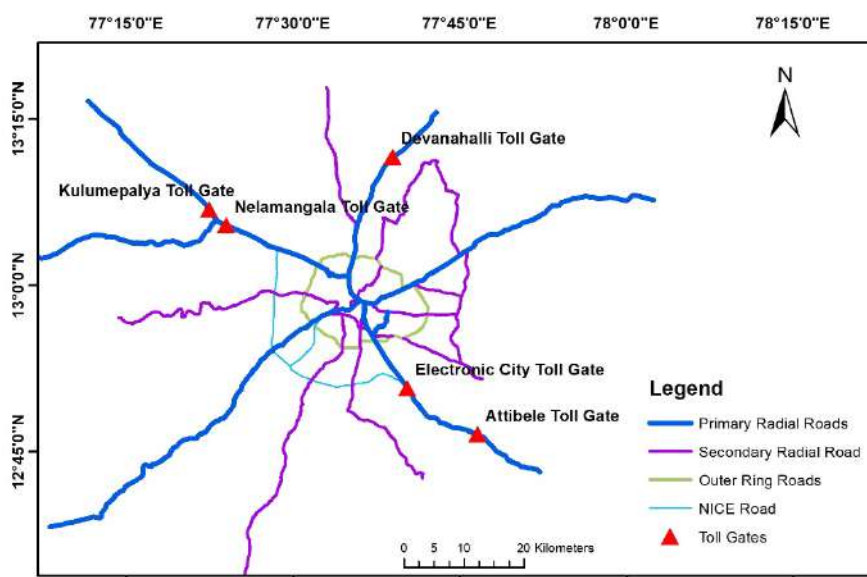 77°15'0"E 77°30'0"E 77°45'0"E 78°0'0"E 78°15'0"E
13°15'0"N
13°0'0"N
12°45'0"N
N
Devanahalli Toll Gate
Kulumepalya Toll Gate
Nelamangala Toll Gate
Electronic City Toll Gate
Attibele Toll Gate
Legend
Primary Radial Roads
Secondary Radial Road
Outer Ring Roads
NICE Road
Toll Gates
0 5 10 20 Kilometers